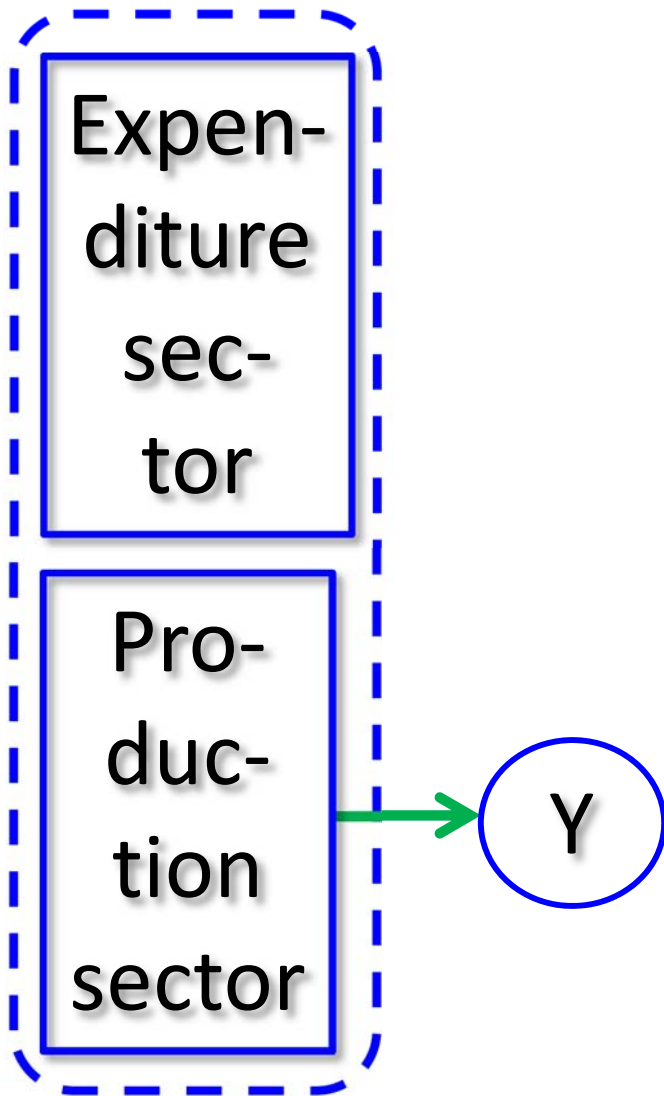 Expen-
diture
sec-
tor
Pro-
duc-
tion
sector
Y